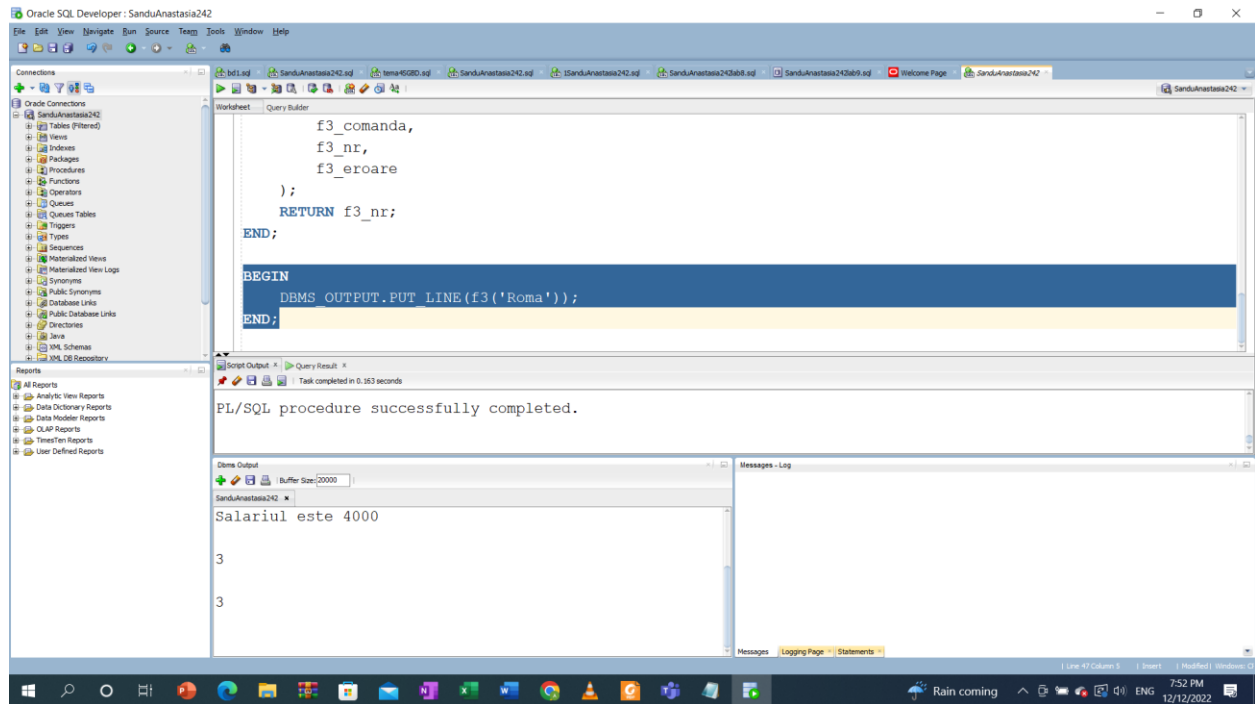 Oracle SQL Developer : SanduAnastasia242
File Edit View Navigate Run Source Team Tools Window Help
Connections
bd1.sql
SanduAnastasia242.sql
tema4SGBD.sql
SanduAnastasia242.sql
1SanduAnastasia242.sql
SanduAnastasia242lab8.sql
SanduAnastasia242lab9.sql
Welcome Page
SanduAnastasia242
SanduAnastasia242
Oracle Connections
SanduAnastasia242
Tables (Filtered)
Views
Indexes
Packages
Procedures
Functions
Operators
Queues
Queues Tables
Triggers
Types
Sequences
Materialized Views
Materialized View Logs
Synonyms
Public Synonyms
Database Links
Public Database Links
Directories
Java
XML Schemas
XML DB Repository
Reports
All Reports
Analytic View Reports
Data Dictionary Reports
Data Modeler Reports
OLAP Reports
TimesTen Reports
User Defined Reports
Worksheet Query Builder
f3_comanda,
f3_nr,
f3_eroare
);
RETURN f3_nr;
END;
BEGIN
DBMS_OUTPUT.PUT_LINE(f3('Roma'));
END;
Script Output × Query Result ×
Task completed in 0.163 seconds
PL/SQL procedure successfully completed.
Dbms Output
Buffer Size: 20000
SanduAnastasia242
Salariul este 4000
3
3
Messages - Log
Messages Logging Page Statements
Line 47 Column 5 | Insert | Modified | Windows: C
Rain coming
ENG
7:52 PM
12/12/2022